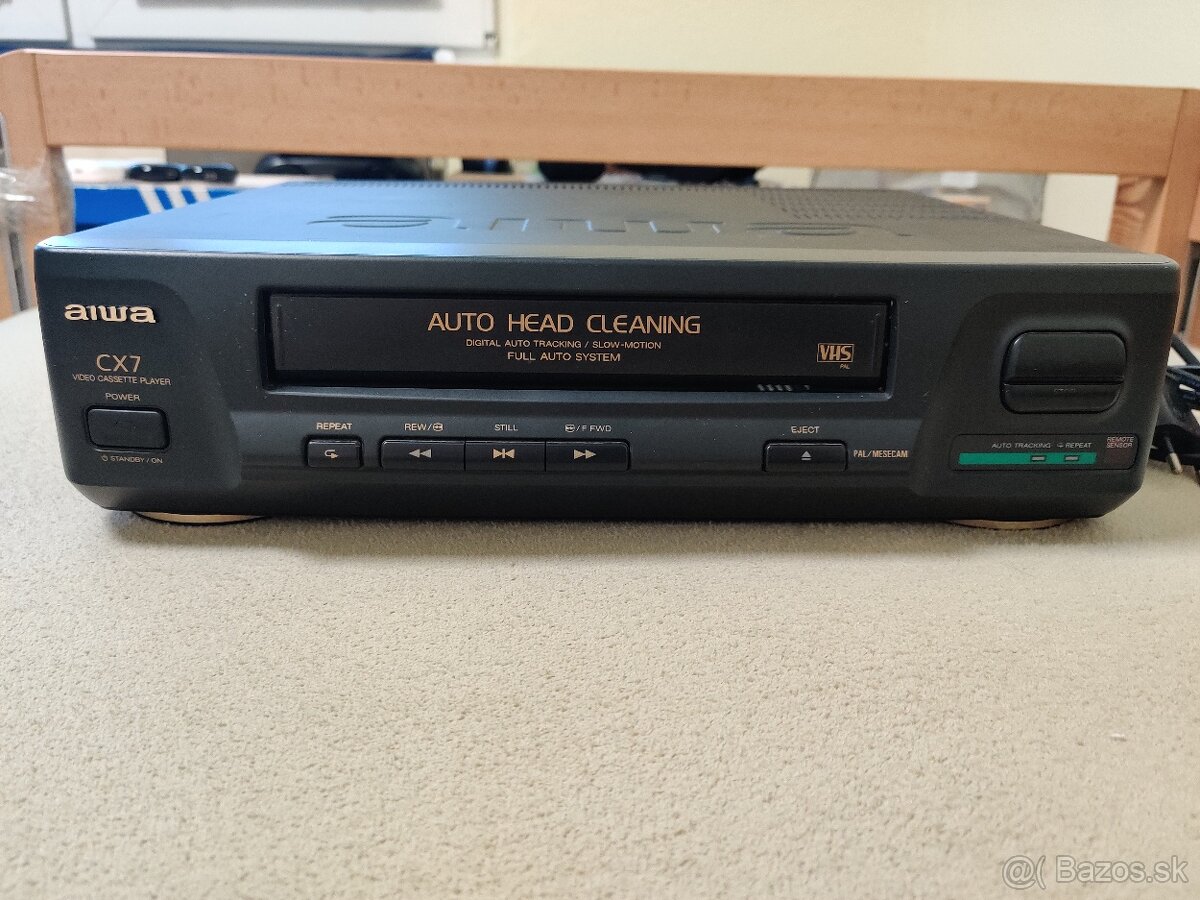 aiwa
aiwa
CX7
VIDEO CASSETTE PLAYER
POWER
STANDBY / ON
AUTO HEAD CLEANING
DIGITAL AUTO TRACKING / SLOW-MOTION
FULL AUTO SYSTEM
VHS
PAL
REPEAT
REW/
STILL
/F FWD
EJECT
PAL/MESECAM
AUTO TRACKING
REPEAT
REMOTE
SENSOR
@( Bazos.sk